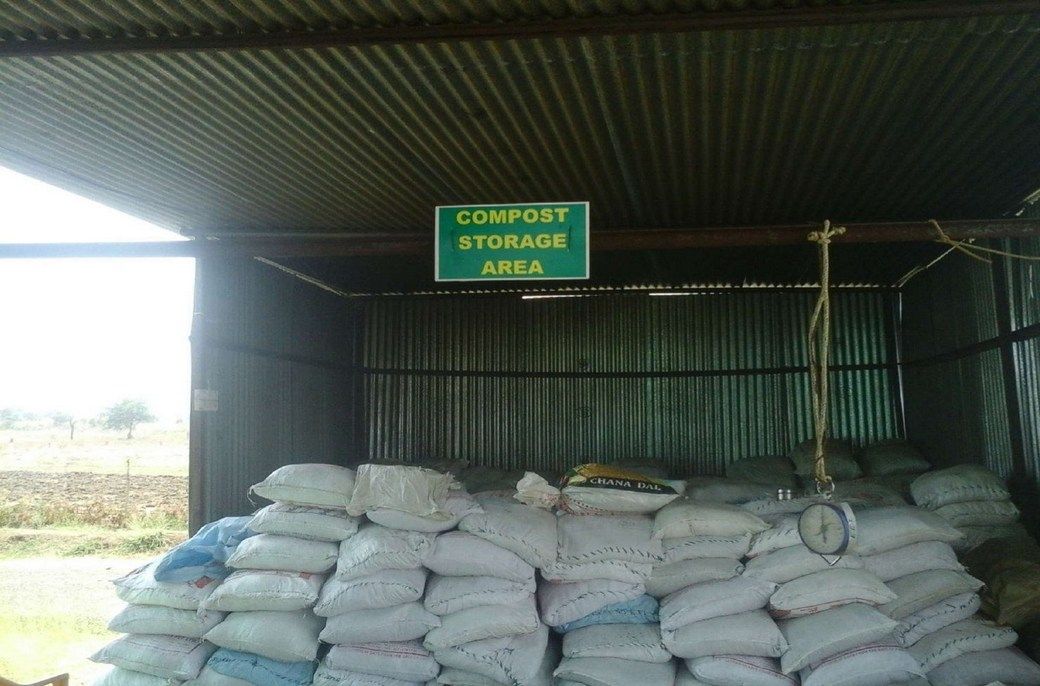 COMPOST
STORAGE
AREA
CHANA DAL